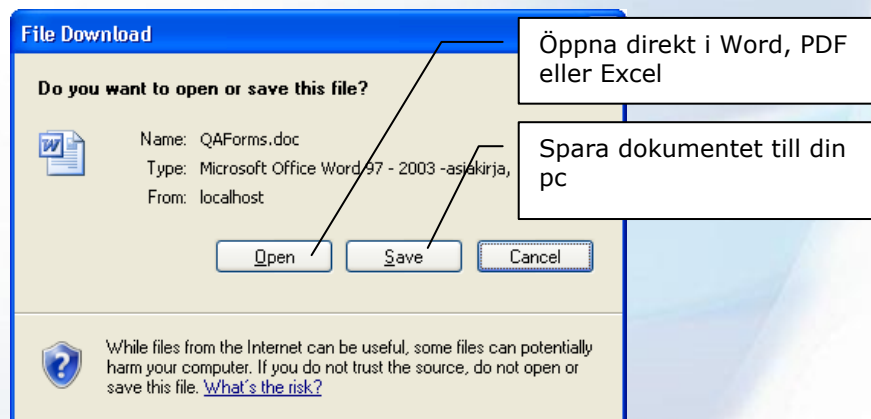 File Download
Öppna direkt i Word, PDF
eller Excel
Do you want to open or save this file?
Name: QAForms.doc
Type: Microsoft Office Word 97 - 2003 -asiakirja,
From: localhost
Spara dokumentet till din
pc
Open Save Cancel
While files from the Internet can be useful, some files can potentially
harm your computer. If you do not trust the source, do not open or
save this file. What's the risk?